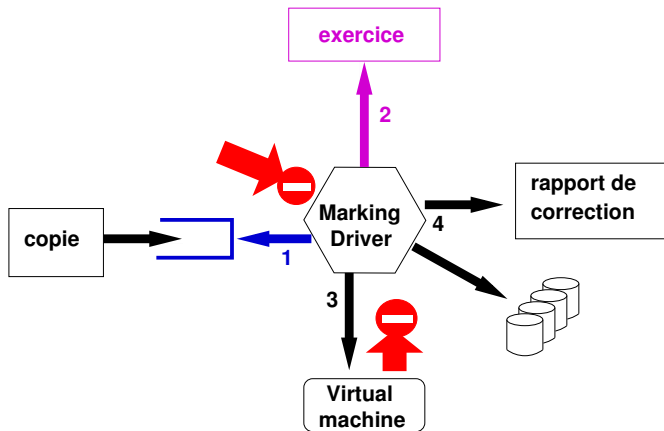 exercice
2
rapport de
correction
Marking
Driver
4
copie
1
3
Virtual
machine